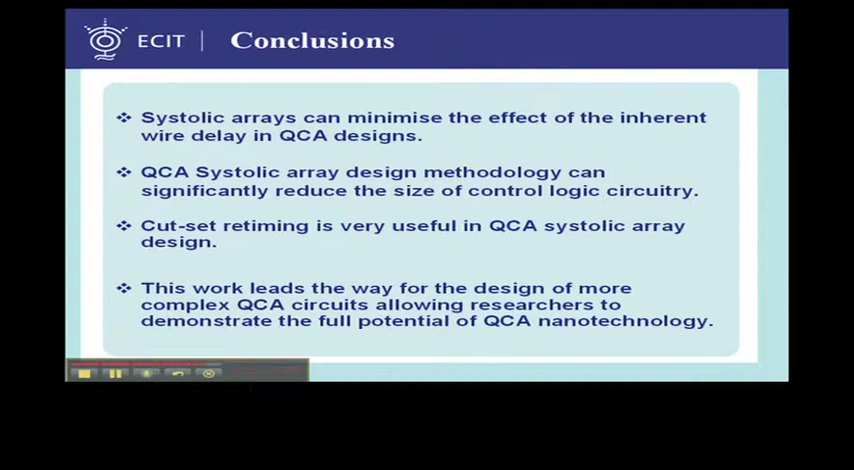 ECIT | Conclusions
❖ Systolic arrays can minimise the effect of the inherent
wire delay in QCA designs.
❖ QCA Systolic array design methodology can
significantly reduce the size of control logic circuitry.
❖ Cut-set retiming is very useful in QCA systolic array
design.
❖ This work leads the way for the design of more
complex QCA circuits allowing researchers to
demonstrate the full potential of QCA nanotechnology.